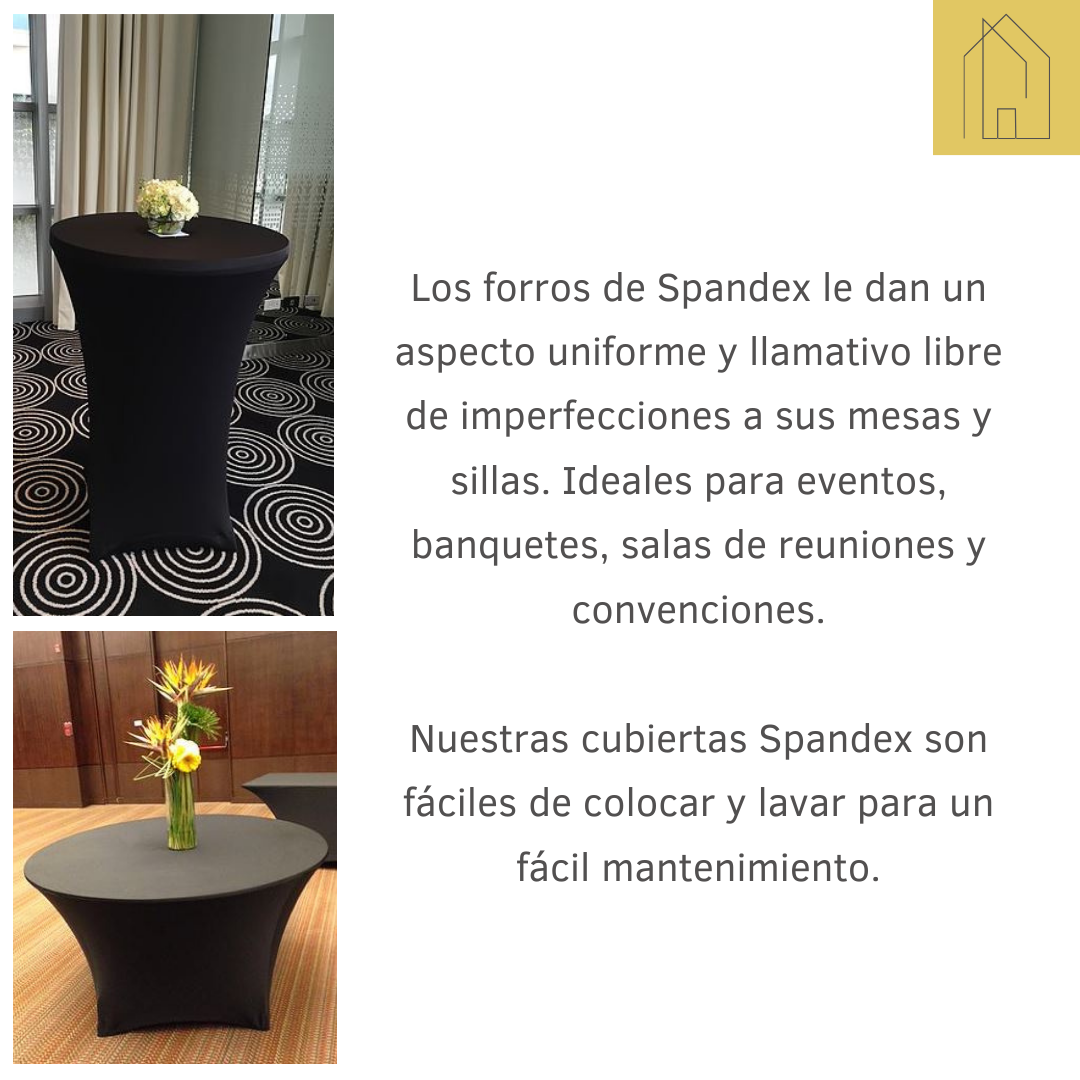 Los forros de Spandex le dan un
aspecto uniforme y llamativo libre
de imperfecciones a sus mesas y
sillas. Ideales para eventos,
banquetes, salas de reuniones y
convenciones.
Nuestras cubiertas Spandex son
fáciles de colocar y lavar para un
fácil mantenimiento.